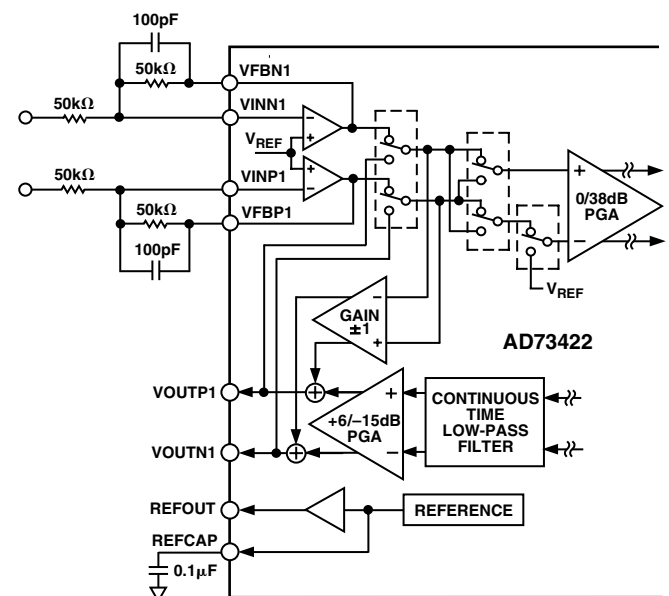 100pF
50kΩ
VFBN1
50kΩ
VINN1
VREF
50kΩ
VINP1
50kΩ
VFBP1
100pF
0/38dB
PGA
VREF
GAIN
±1
AD73422
VOUTP1
+6/–15dB
PGA
CONTINUOUS
TIME
LOW-PASS
FILTER
VOUTN1
REFOUT
REFERENCE
REFCAP
0.1μF